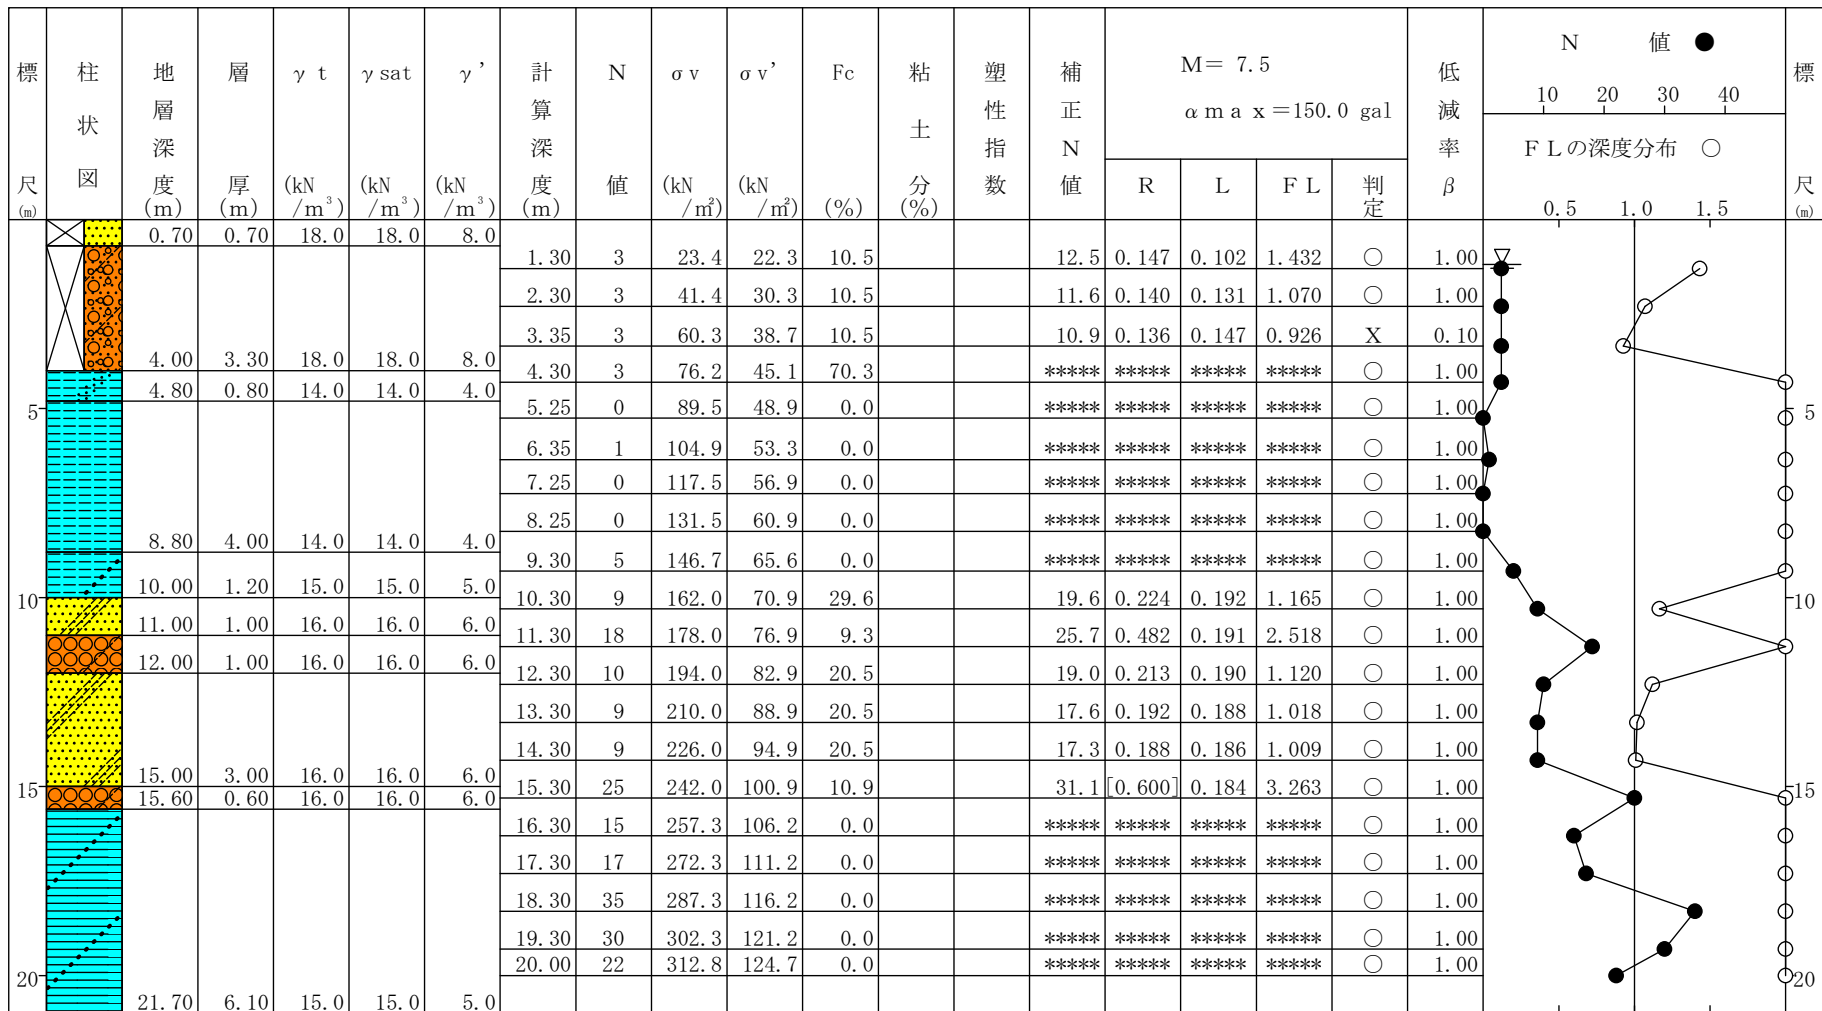 標尺(m) 柱状図 地層深度(m) 層厚(m) γt(kN/m³) γsat(kN/m³) γ'(kN/m³) 計算深度(m) N値 σv(kN/㎡) σv'(kN/㎡) Fc(%) 粘土分(%) 塑性指数 補正N値 M= 7.5 αmax=150.0 gal R L FL 判定 低減率β N値 ● 標尺(m)
10 20 30 40
FLの深度分布 ○
0.5 1.0 1.5
0.70 0.70 18.0 18.0 8.0
1.30 3 23.4 22.3 10.5 12.5 0.147 0.102 1.432 ○ 1.00
2.30 3 41.4 30.3 10.5 11.6 0.140 0.131 1.070 ○ 1.00
3.35 3 60.3 38.7 10.5 10.9 0.136 0.147 0.926 X 0.10
4.00 3.30 18.0 18.0 8.0
4.30 3 76.2 45.1 70.3 ***** ***** ***** ***** ○ 1.00
4.80 0.80 14.0 14.0 4.0
5 5.25 0 89.5 48.9 0.0 ***** ***** ***** ***** ○ 1.00 5
6.35 1 104.9 53.3 0.0 ***** ***** ***** ***** ○ 1.00
7.25 0 117.5 56.9 0.0 ***** ***** ***** ***** ○ 1.00
8.25 0 131.5 60.9 0.0 ***** ***** ***** ***** ○ 1.00
8.80 4.00 14.0 14.0 4.0
9.30 5 146.7 65.6 0.0 ***** ***** ***** ***** ○ 1.00
10.00 1.20 15.0 15.0 5.0
10 10.30 9 162.0 70.9 29.6 19.6 0.224 0.192 1.165 ○ 1.00 10
11.00 1.00 16.0 16.0 6.0
11.30 18 178.0 76.9 9.3 25.7 0.482 0.191 2.518 ○ 1.00
12.00 1.00 16.0 16.0 6.0
12.30 10 194.0 82.9 20.5 19.0 0.213 0.190 1.120 ○ 1.00
13.30 9 210.0 88.9 20.5 17.6 0.192 0.188 1.018 ○ 1.00
14.30 9 226.0 94.9 20.5 17.3 0.188 0.186 1.009 ○ 1.00
15.00 3.00 16.0 16.0 6.0
15 15.30 25 242.0 100.9 10.9 31.1 [0.600] 0.184 3.263 ○ 1.00 15
15.60 0.60 16.0 16.0 6.0
16.30 15 257.3 106.2 0.0 ***** ***** ***** ***** ○ 1.00
17.30 17 272.3 111.2 0.0 ***** ***** ***** ***** ○ 1.00
18.30 35 287.3 116.2 0.0 ***** ***** ***** ***** ○ 1.00
19.30 30 302.3 121.2 0.0 ***** ***** ***** ***** ○ 1.00
20 20.00 22 312.8 124.7 0.0 ***** ***** ***** ***** ○ 1.00 20
21.70 6.10 15.0 15.0 5.0